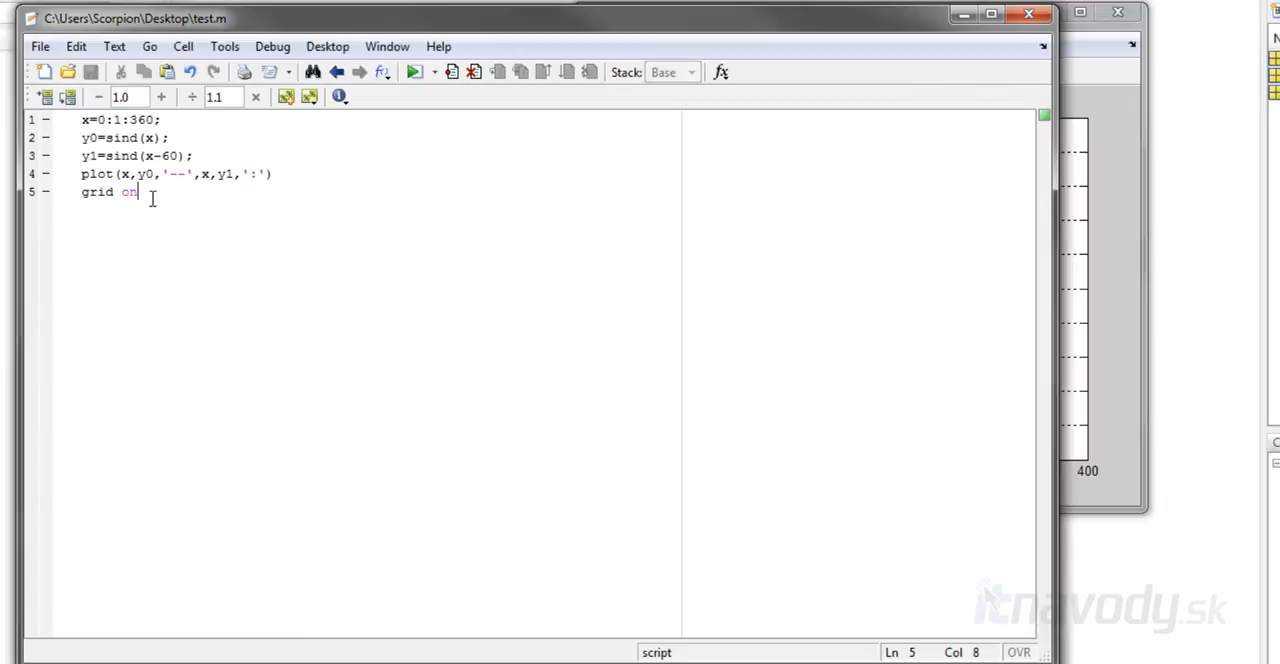 C:\Users\Scorpion\Desktop\test.m
File Edit Text Go Cell Tools Debug Desktop Window Help
Stack: Base fx
− 1.0 + ÷ 1.1 ×
1 − x=0:1:360;
2 − y0=sind(x);
3 − y1=sind(x-60);
4 − plot(x,y0,'--',x,y1,':')
5 − grid on
400
itnavody.sk
script Ln 5 Col 8 OVR